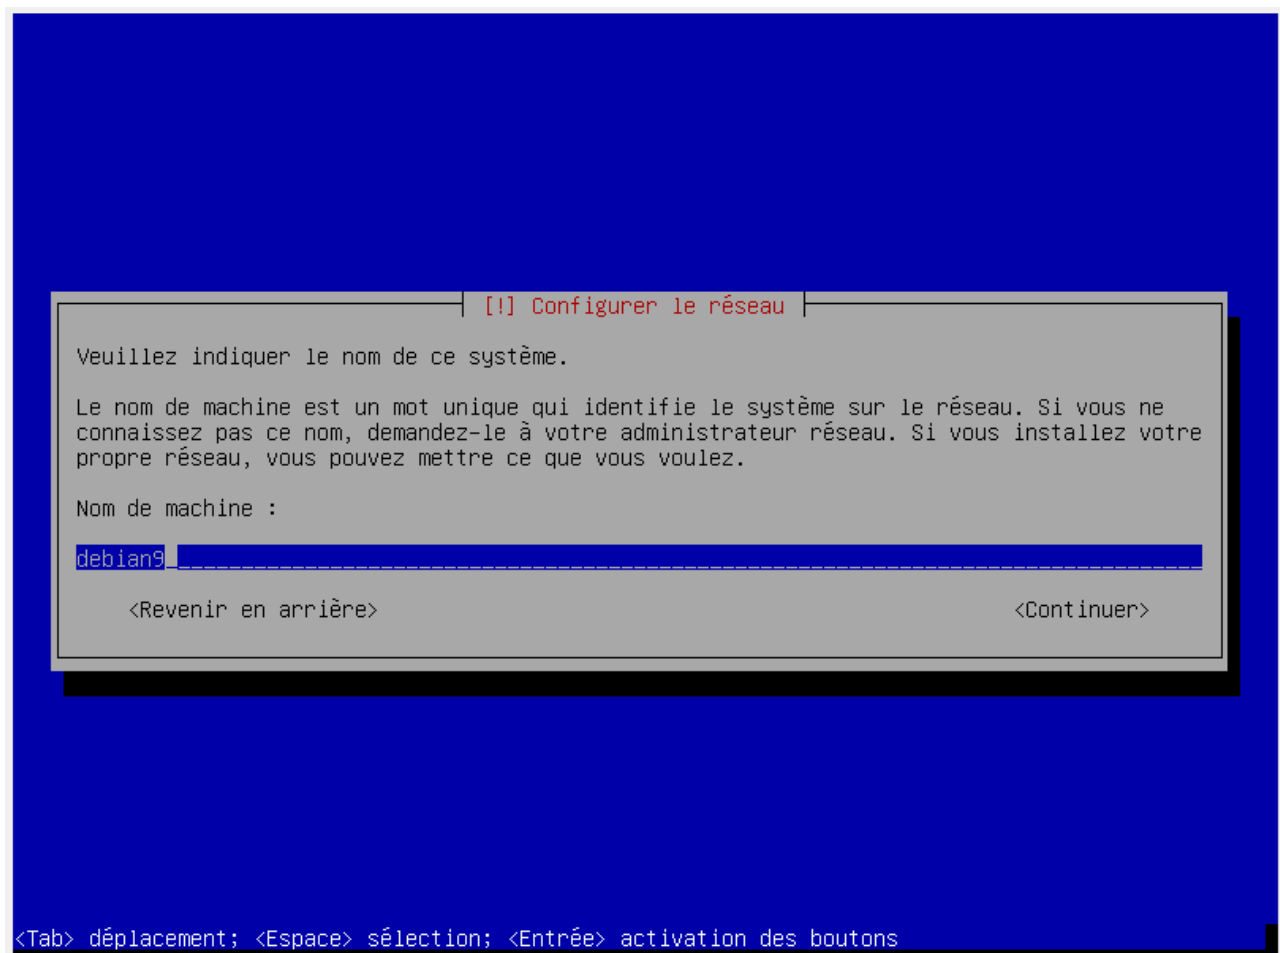 [!] Configurer le réseau
Veuillez indiquer le nom de ce système.
Le nom de machine est un mot unique qui identifie le système sur le réseau. Si vous ne
connaissez pas ce nom, demandez-le à votre administrateur réseau. Si vous installez votre
propre réseau, vous pouvez mettre ce que vous voulez.
Nom de machine :
debian9
<Revenir en arrière> <Continuer>
<Tab> déplacement; <Espace> sélection; <Entrée> activation des boutons